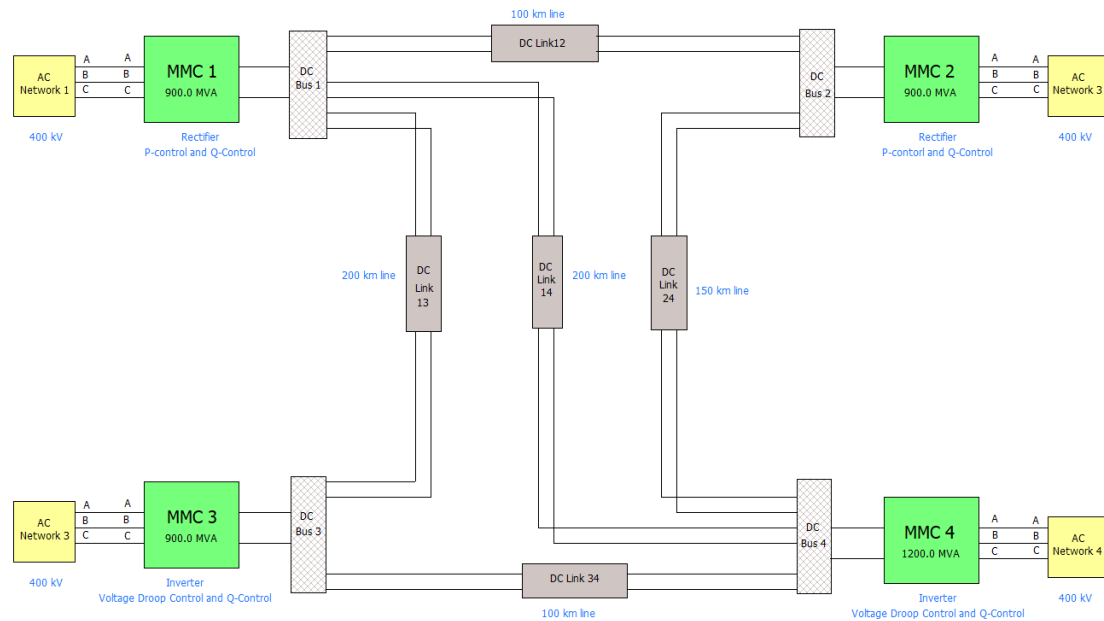 100 km line
DC Link12
AC
Network 1
A
B
C
A
B
C
MMC 1
900.0 MVA
DC
Bus 1
DC
Bus 2
MMC 2
900.0 MVA
A
B
C
A
B
C
AC
Network 3
400 kV
Rectifier
P-control and Q-Control
Rectifier
P-contorl and Q-Control
400 kV
200 km line
DC
Link
13
DC
Link
14
200 km line
DC
Link
24
150 km line
AC
Network 3
A
B
C
A
B
C
MMC 3
900.0 MVA
DC
Bus 3
DC
Bus 4
MMC 4
1200.0 MVA
A
B
C
A
B
C
AC
Network 4
400 kV
Inverter
Voltage Droop Control and Q-Control
DC Link 34
100 km line
Inverter
Voltage Droop Control and Q-Control
400 kV